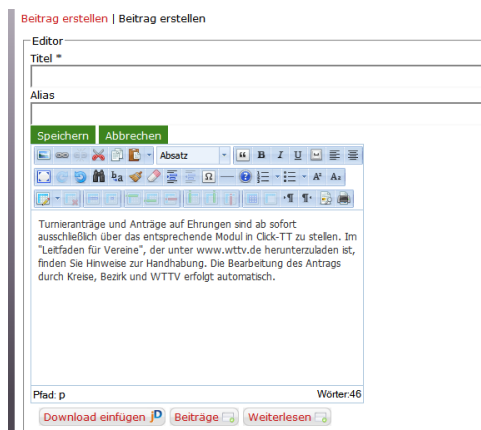 Beitrag erstellen | Beitrag erstellen
Editor
Titel *
Alias
Speichern Abbrechen
Absatz B I U
Ω A² A₂
Turnieranträge und Anträge auf Ehrungen sind ab sofort
ausschließlich über das entsprechende Modul in Click-TT zu stellen. Im
"Leitfaden für Vereine", der unter www.wttv.de herunterzuladen ist,
finden Sie Hinweise zur Handhabung. Die Bearbeitung des Antrags
durch Kreise, Bezirk und WTTV erfolgt automatisch.
Pfad: p Wörter:46
Download einfügen jD Beiträge Weiterlesen